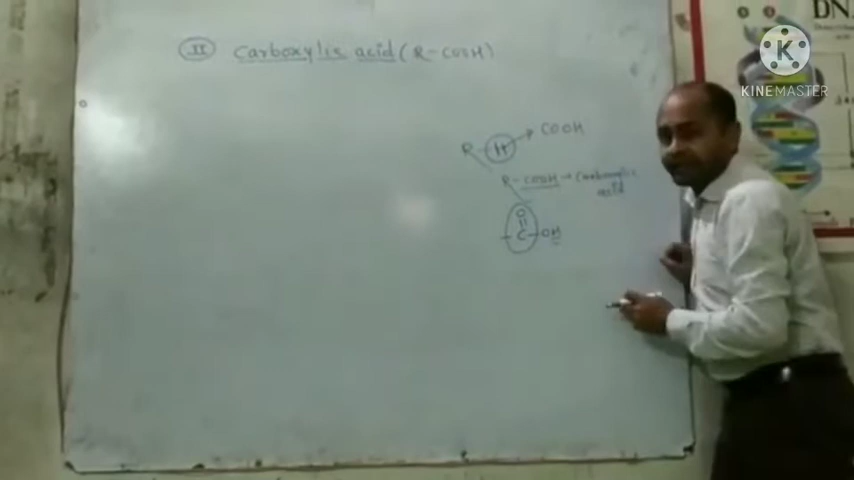 II Carboxylic acid (R-COOH)
R-H → COOH
R-COOH → Carboxylic
acid
O
C-OH
DN
K
KINEMASTER